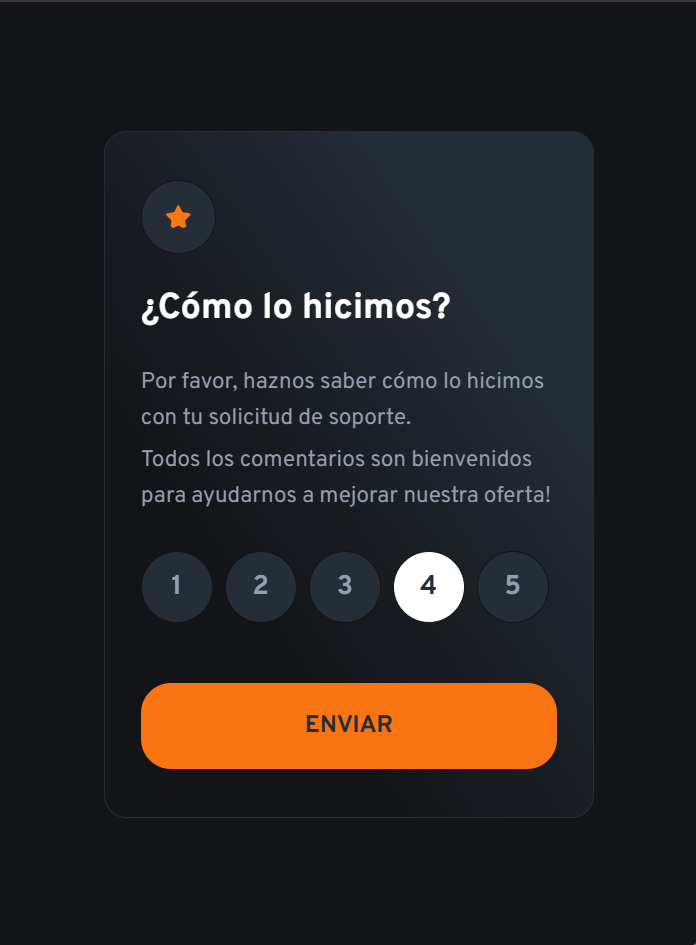 ¿Cómo lo hicimos?
Por favor, haznos saber cómo lo hicimos
con tu solicitud de soporte.
Todos los comentarios son bienvenidos
para ayudarnos a mejorar nuestra oferta!
1 2 3 4 5
ENVIAR